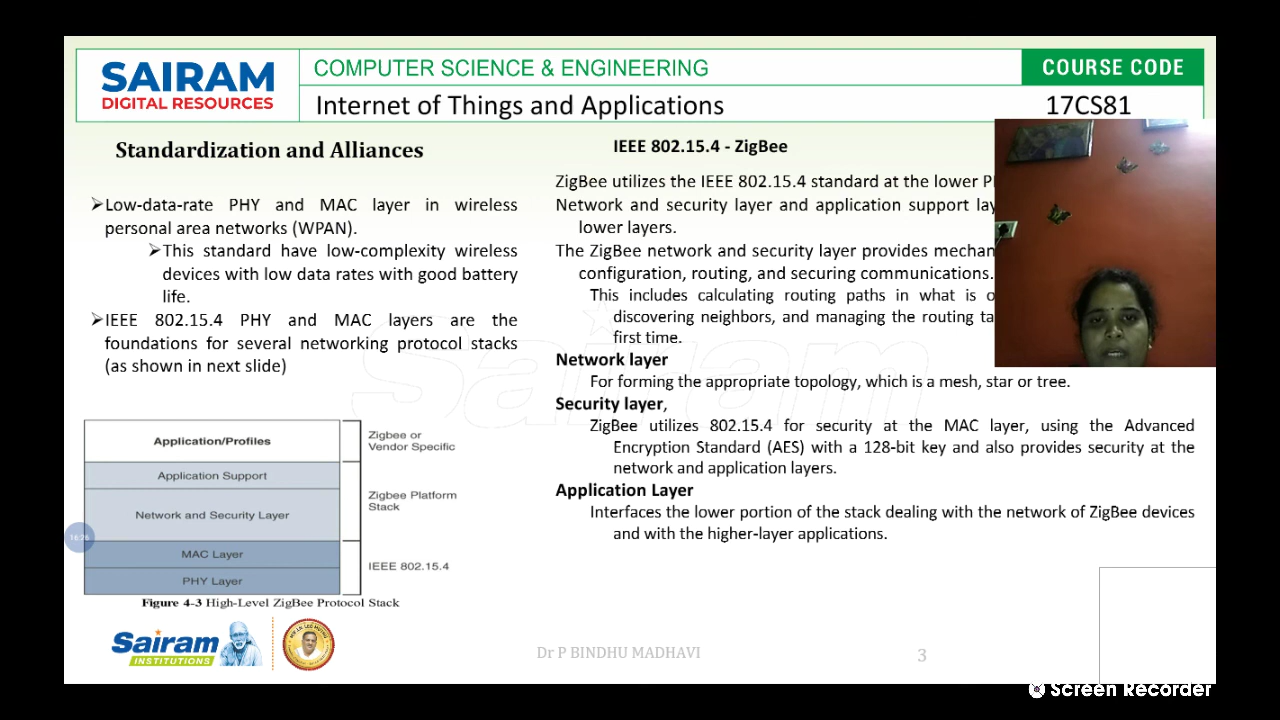 SAIRAM
DIGITAL RESOURCES
COMPUTER SCIENCE & ENGINEERING
COURSE CODE
Internet of Things and Applications
17CS81
Standardization and Alliances
➢Low-data-rate PHY and MAC layer in wireless
personal area networks (WPAN).
➢This standard have low-complexity wireless
devices with low data rates with good battery
life.
➢IEEE 802.15.4 PHY and MAC layers are the
foundations for several networking protocol stacks
(as shown in next slide)
Application/Profiles
Zigbee or
Vendor Specific
Application Support
Network and Security Layer
Zigbee Platform
Stack
MAC Layer
PHY Layer
IEEE 802.15.4
16:26
Figure 4-3 High-Level ZigBee Protocol Stack
IEEE 802.15.4 - ZigBee
ZigBee utilizes the IEEE 802.15.4 standard at the lower
Network and security layer and application support
lower layers.
The ZigBee network and security layer provides
configuration, routing, and securing communications.
This includes calculating routing paths in what is
discovering neighbors, and managing the routing
first time.
Network layer
For forming the appropriate topology, which is a mesh, star or tree.
Security layer,
ZigBee utilizes 802.15.4 for security at the MAC layer, using the Advanced
Encryption Standard (AES) with a 128-bit key and also provides security at the
network and application layers.
Application Layer
Interfaces the lower portion of the stack dealing with the network of ZigBee devices
and with the higher-layer applications.
Sairam
Sairam
INSTITUTIONS
Dr P BINDHU MADHAVI
3
Screen Recorder